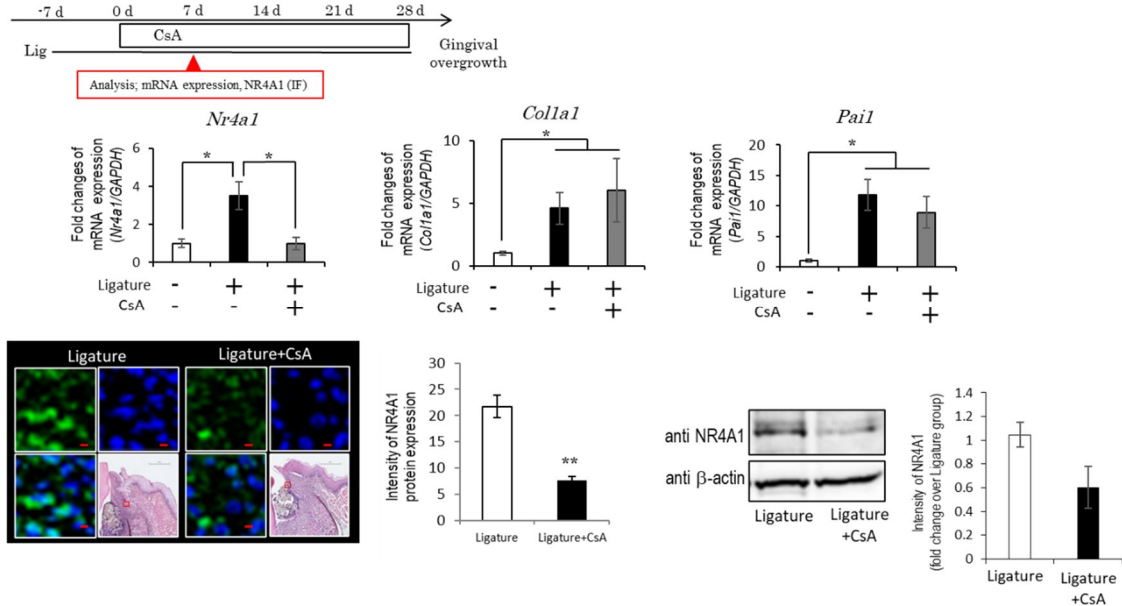 -7 d 0 d 7 d 14 d 21 d 28 d
CsA
Lig
Gingival
overgrowth
Analysis; mRNA expression, NR4A1 (IF)
Nr4a1
Fold changes of
mRNA expression
(Nr4a1/GAPDH)
6
4
2
0
*
*
Ligature - + +
CsA - - +
Col1a1
Fold changes of
mRNA expression
(Col1a1/GAPDH)
10
5
0
*
Ligature - + +
CsA - - +
Pai1
Fold changes of
mRNA expression
(Pai1/GAPDH)
20
15
10
5
0
*
Ligature - + +
CsA - - +
Ligature Ligature+CsA
Intensity of NR4A1
protein expression
30
25
20
15
10
5
0
**
Ligature Ligature+CsA
anti NR4A1
anti β-actin
Ligature Ligature
+CsA
Intensity of NR4A1
(fold change over Ligature group)
1.4
1.2
1
0.8
0.6
0.4
0.2
0
Ligature Ligature
+CsA